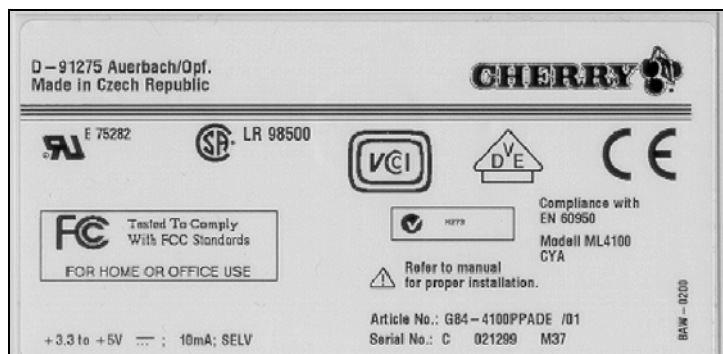 D-91275 Auerbach/Opf.
Made in Czech Republic
CHERRY
E 75282
LR 98500
VCI
VDE
CE
FC Tested To Comply
With FCC Standards
FOR HOME OR OFFICE USE
Compliance with
EN 60950
Modell ML4100
CYA
Refer to manual
for proper installation.
+3.3 to +5V ; 10mA; SELV
Article No.: G84-4100PPADE /01
Serial No.: C 021299 M37
BAW-0200